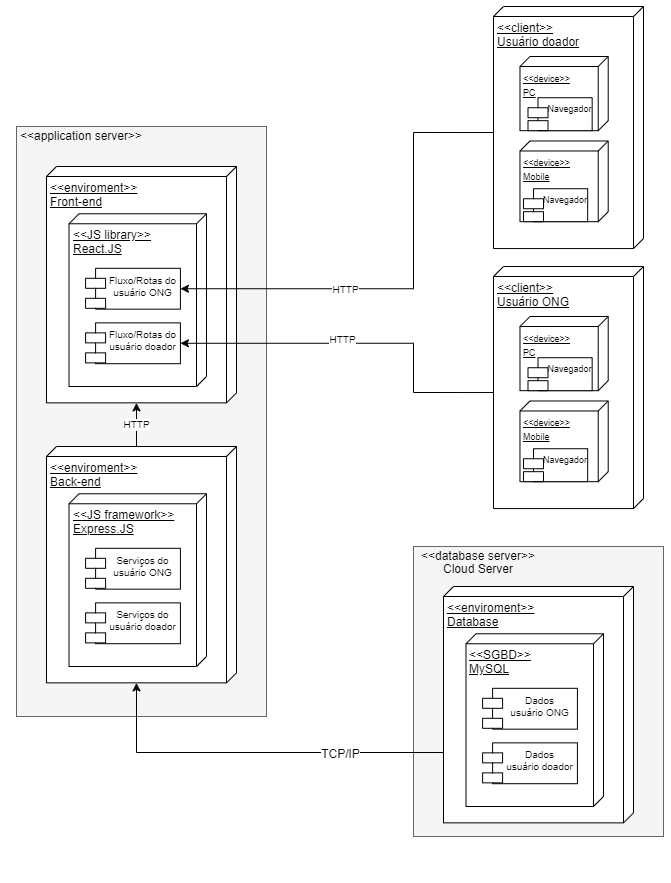 <<client>>
Usuário doador
<<device>>
PC
Navegador
<<device>>
Mobile
Navegador
<<application server>>
<<enviroment>>
Front-end
<<JS library>>
React.JS
Fluxo/Rotas do
usuário ONG
Fluxo/Rotas do
usuário doador
HTTP
HTTP
<<client>>
Usuário ONG
<<device>>
PC
Navegador
<<device>>
Mobile
Navegador
HTTP
<<enviroment>>
Back-end
<<JS framework>>
Express.JS
Serviços do
usuário ONG
Serviços do
usuário doador
<<database server>>
Cloud Server
<<enviroment>>
Database
<<SGBD>>
MySQL
Dados
usuário ONG
Dados
usuário doador
TCP/IP